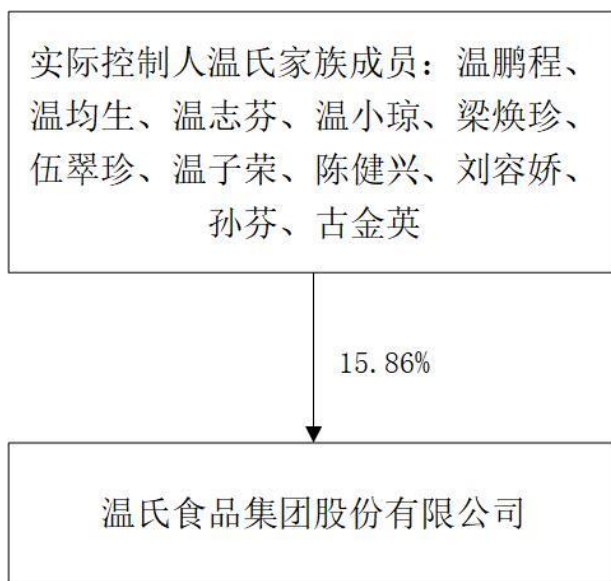 实际控制人温氏家族成员：温鹏程、
温均生、温志芬、温小琼、梁焕珍、
伍翠珍、温子荣、陈健兴、刘容娇、
孙芬、古金英
15.86%
温氏食品集团股份有限公司